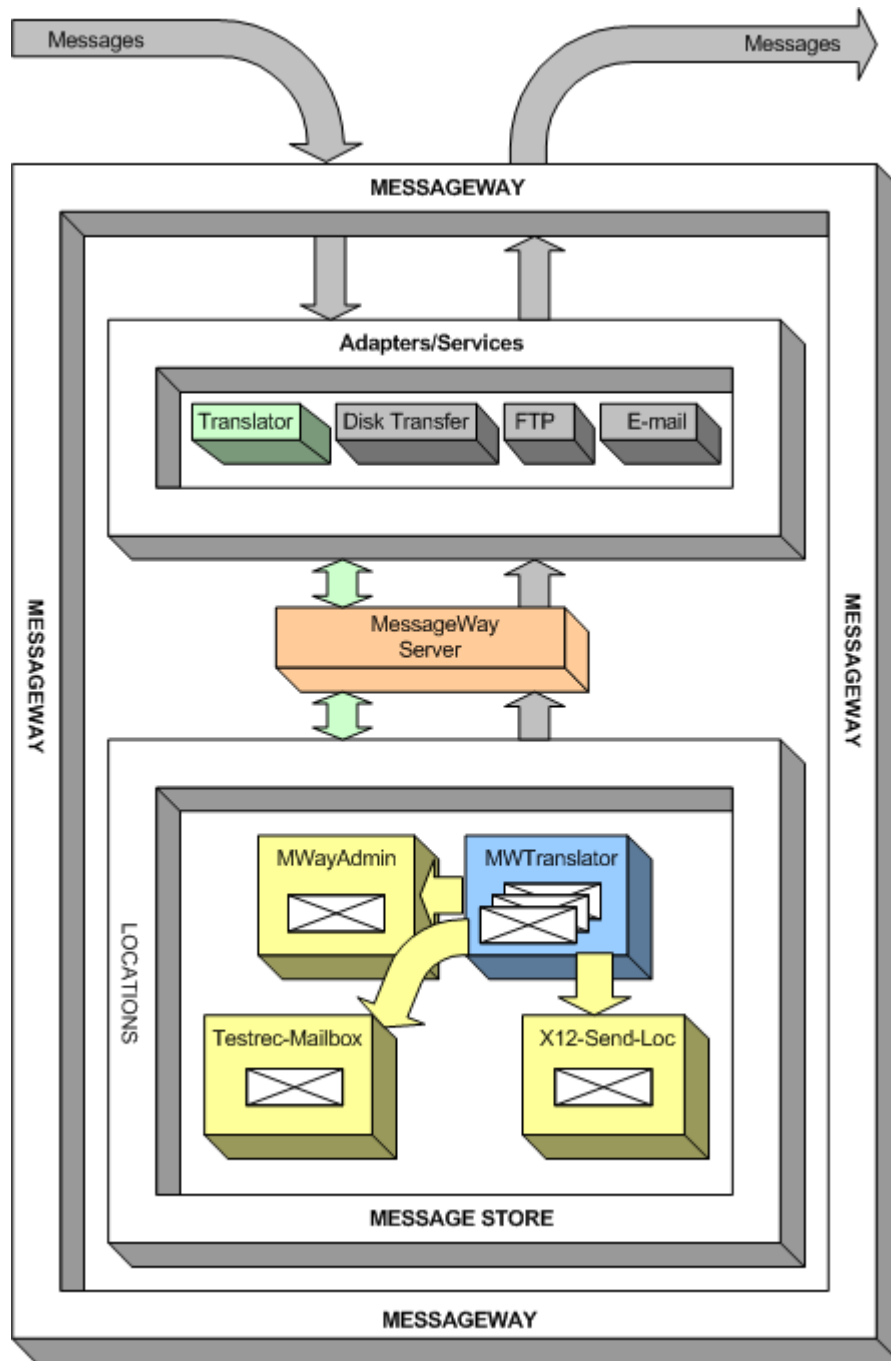 Messages
Messages
MESSAGEWAY
Adapters/Services
Translator
Disk Transfer
FTP
E-mail
MESSAGEWAY
MessageWay
Server
MESSAGEWAY
LOCATIONS
MWayAdmin
MWTranslator
Testrec-Mailbox
X12-Send-Loc
MESSAGE STORE
MESSAGEWAY